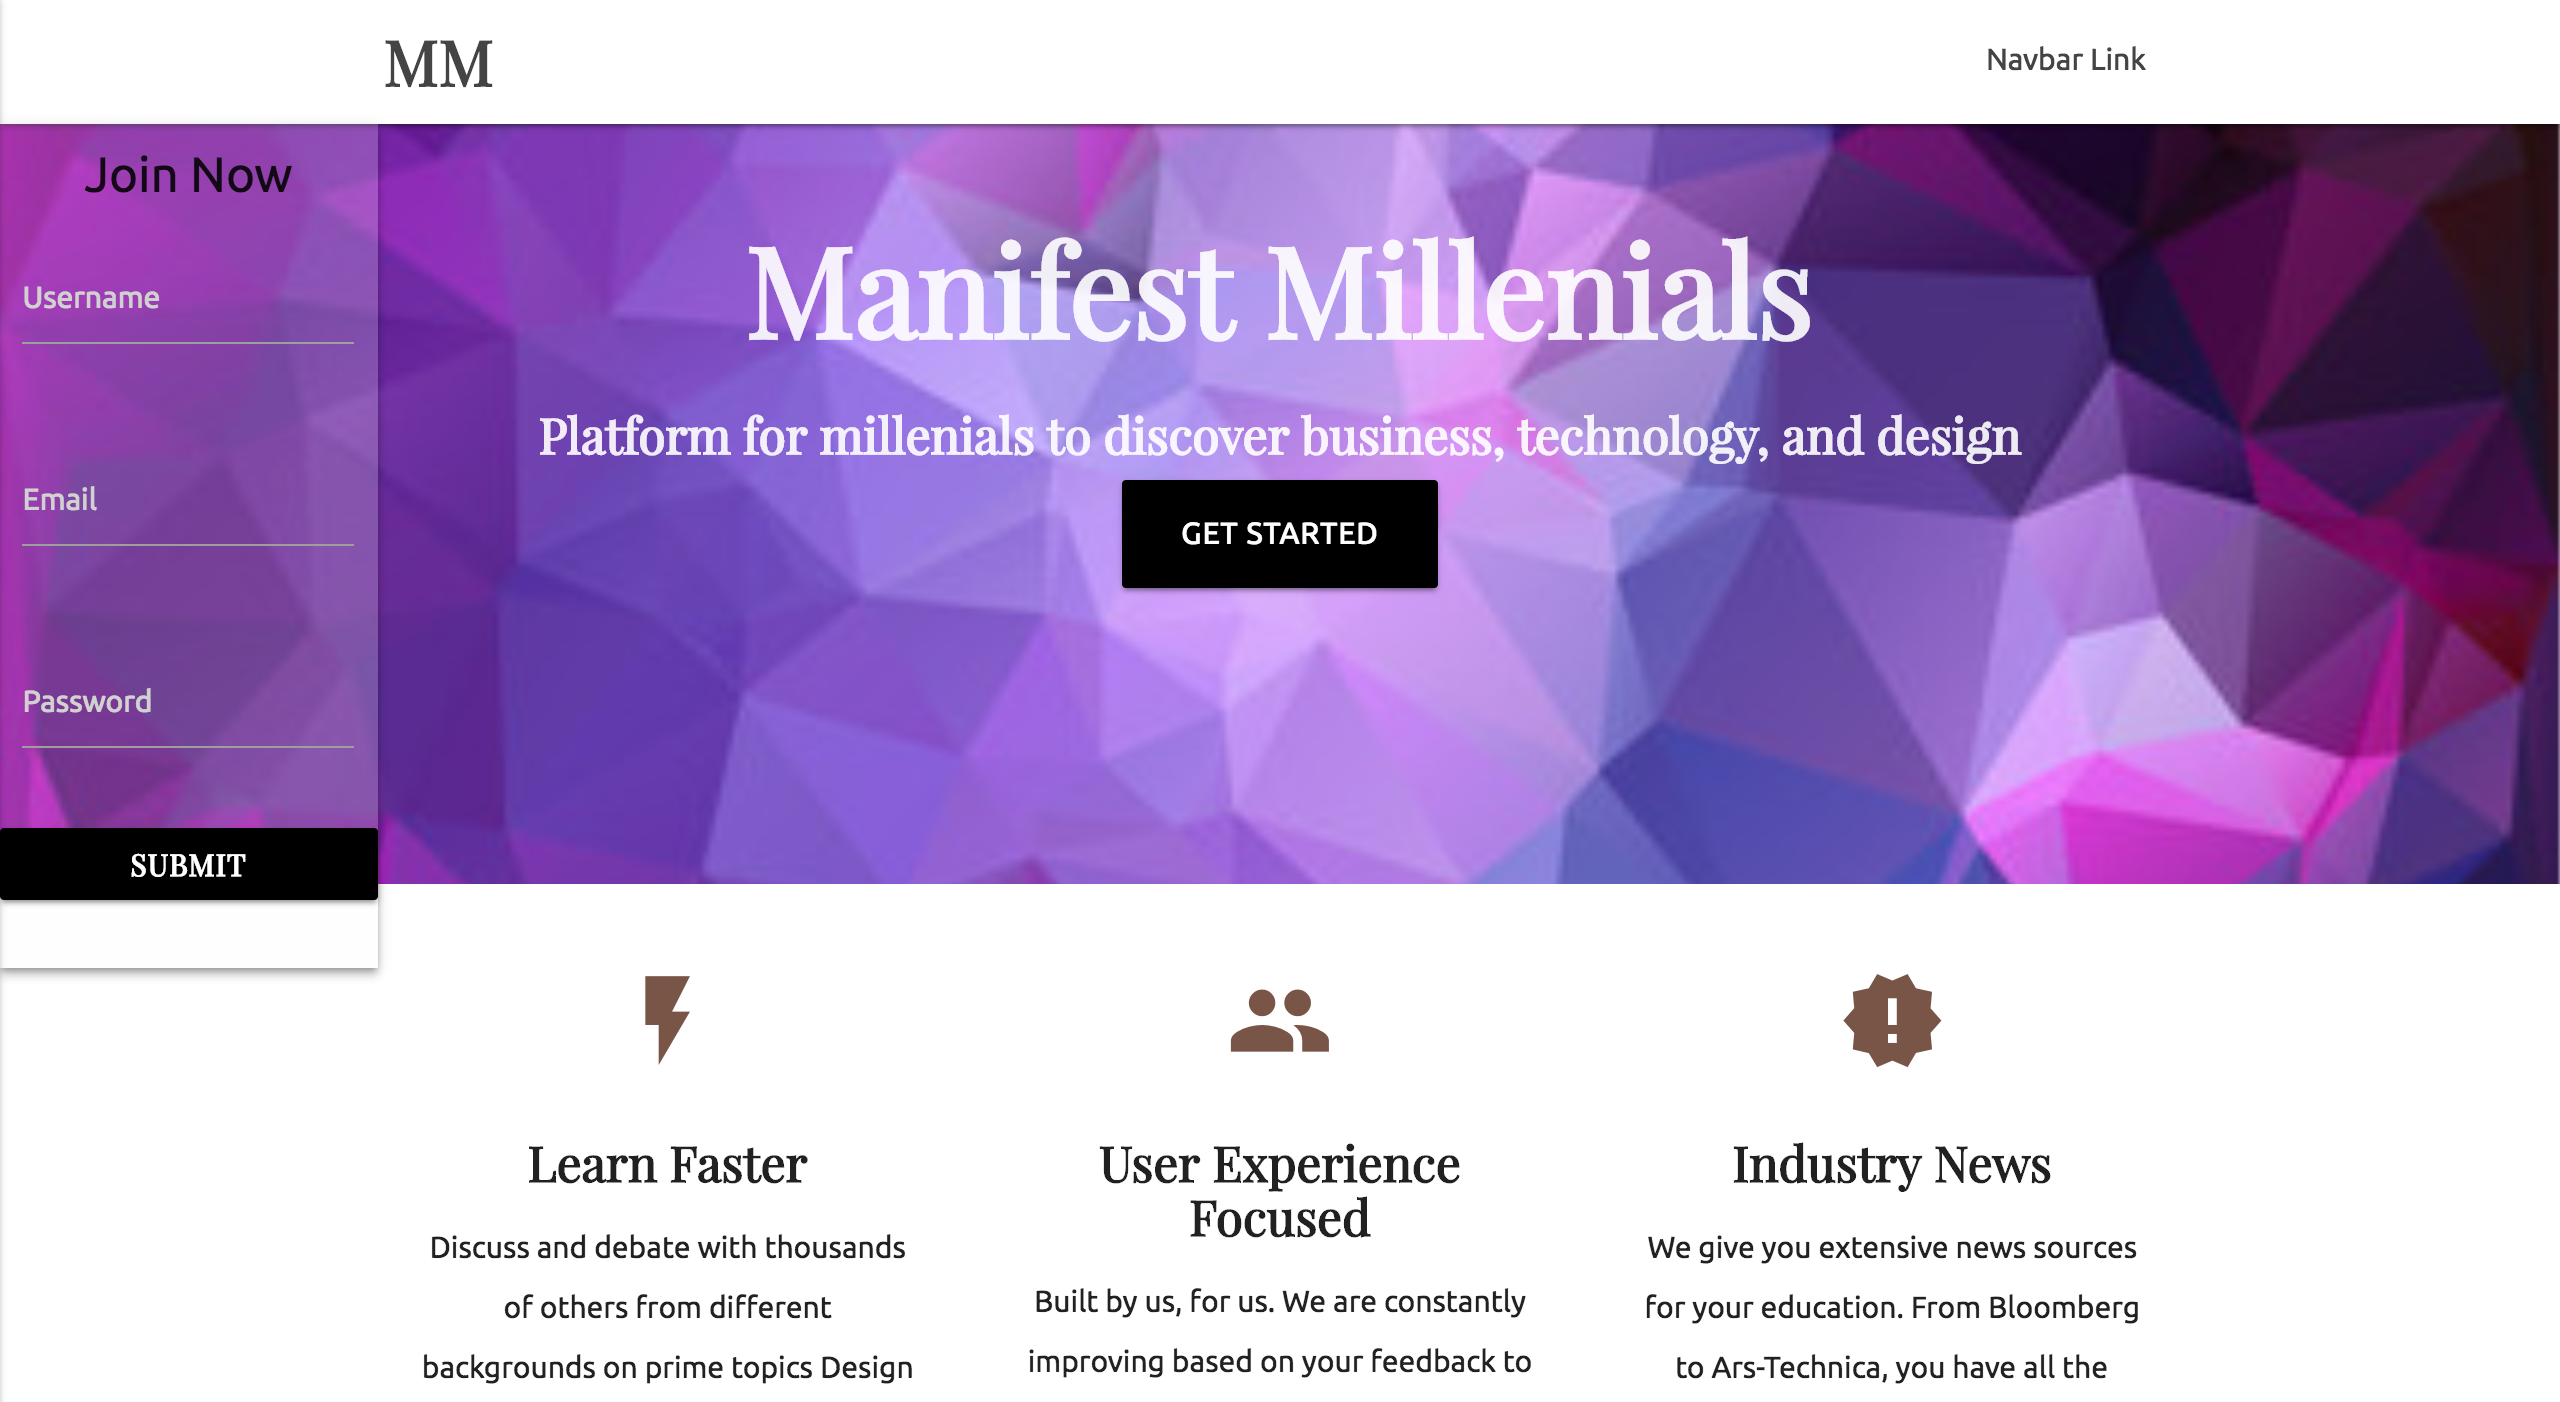 MM
Navbar Link
Join Now
Username
Email
Password
SUBMIT
Manifest Millenials
Platform for millenials to discover business, technology, and design
GET STARTED
Learn Faster
Discuss and debate with thousands
of others from different
backgrounds on prime topics Design
User Experience
Focused
Built by us, for us. We are constantly
improving based on your feedback to
Industry News
We give you extensive news sources
for your education. From Bloomberg
to Ars-Technica, you have all the